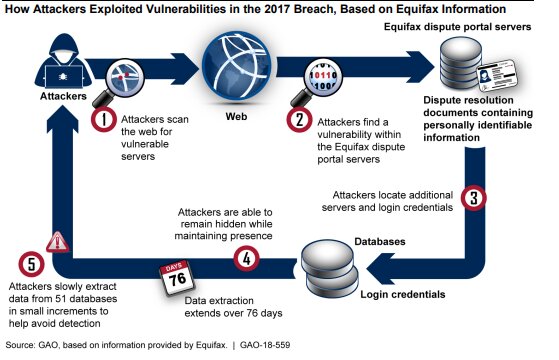 How Attackers Exploited Vulnerabilities in the 2017 Breach, Based on Equifax Information
Equifax dispute portal servers
Attackers
Web
10110
100
Dispute resolution
documents containing
personally identifiable
information
1
Attackers scan
the web for
vulnerable
servers
2
Attackers find a
vulnerability within
the Equifax dispute
portal servers
3
Attackers locate additional
servers and login credentials
Databases
Login credentials
4
Attackers are able to
remain hidden while
maintaining presence
DAYS
76
Data extraction
extends over 76 days
5
Attackers slowly extract
data from 51 databases
in small increments to
help avoid detection
Source: GAO, based on information provided by Equifax. | GAO-18-559